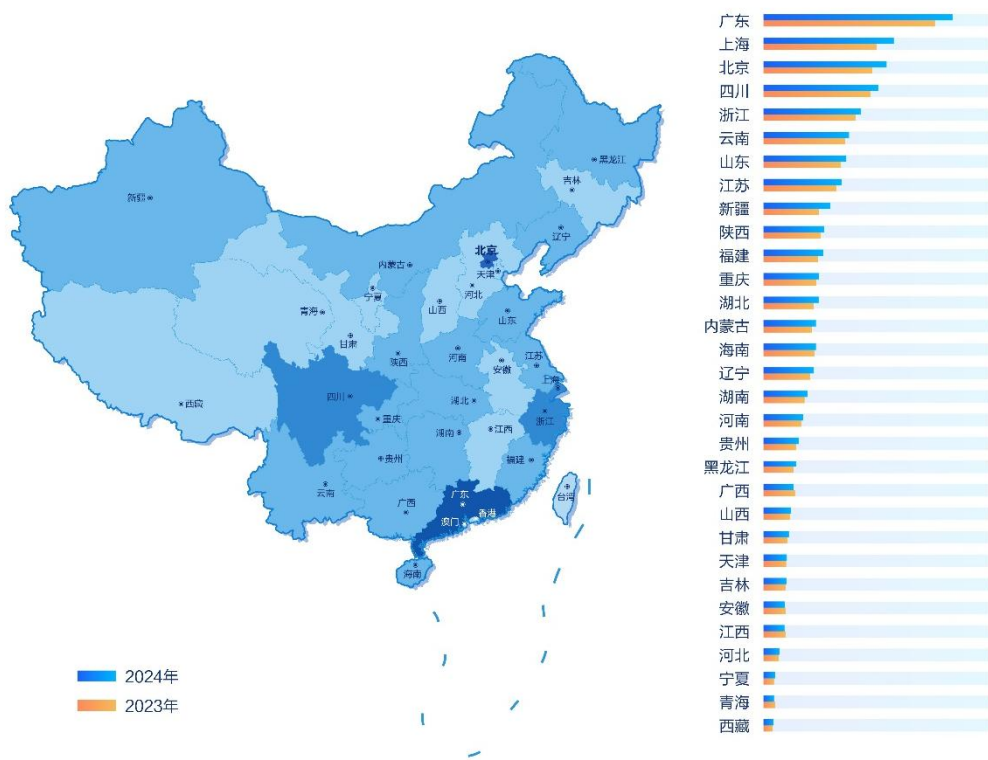 黑龙江
吉林
新疆
辽宁
北京
内蒙古
天津
河北
宁夏
山西
青海
山东
甘肃
陕西
河南
江苏
安徽
上海
四川
西藏
湖北
重庆
浙江
江西
湖南
贵州
福建
云南
台湾
广东
广西
香港
澳门
海南
2024年
2023年
广东
上海
北京
四川
浙江
云南
山东
江苏
新疆
陕西
福建
重庆
湖北
内蒙古
海南
辽宁
湖南
河南
贵州
黑龙江
广西
山西
甘肃
天津
吉林
安徽
江西
河北
宁夏
青海
西藏